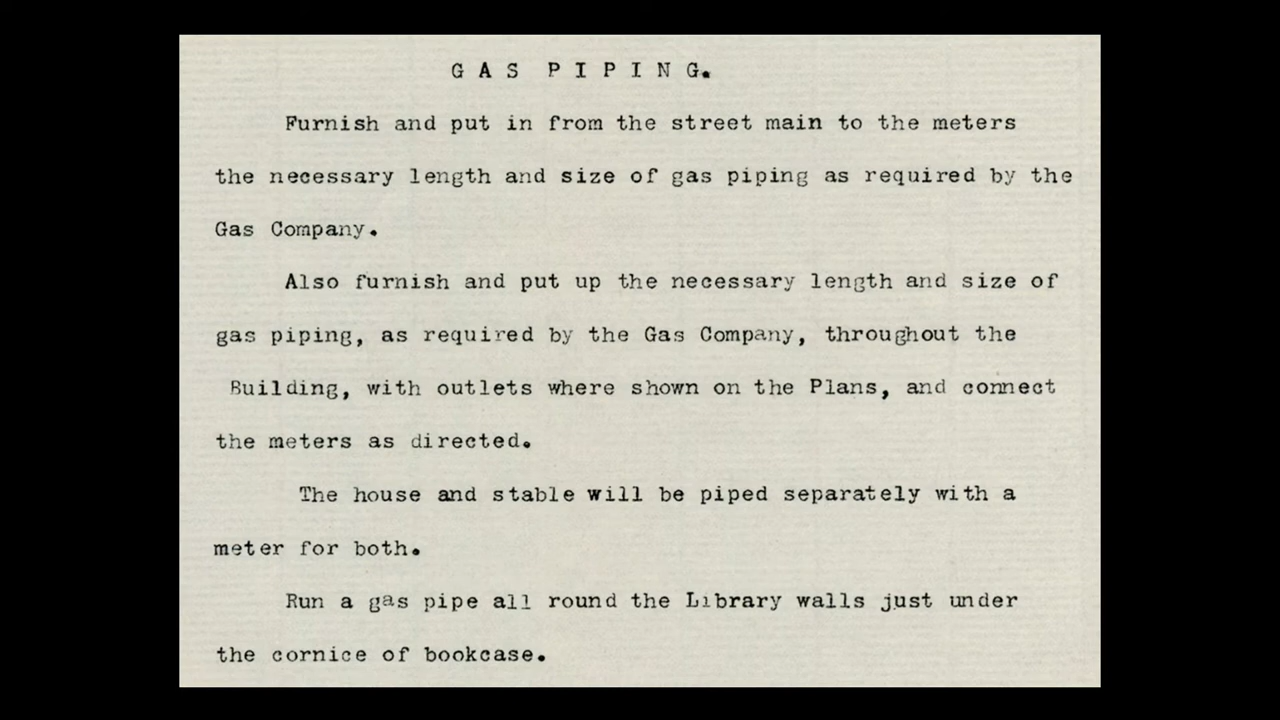 GAS PIPING.
Furnish and put in from the street main to the meters
the necessary length and size of gas piping as required by the
Gas Company.
Also furnish and put up the necessary length and size of
gas piping, as required by the Gas Company, throughout the
Building, with outlets where shown on the Plans, and connect
the meters as directed.
The house and stable will be piped separately with a
meter for both.
Run a gas pipe all round the Library walls just under
the cornice of bookcase.